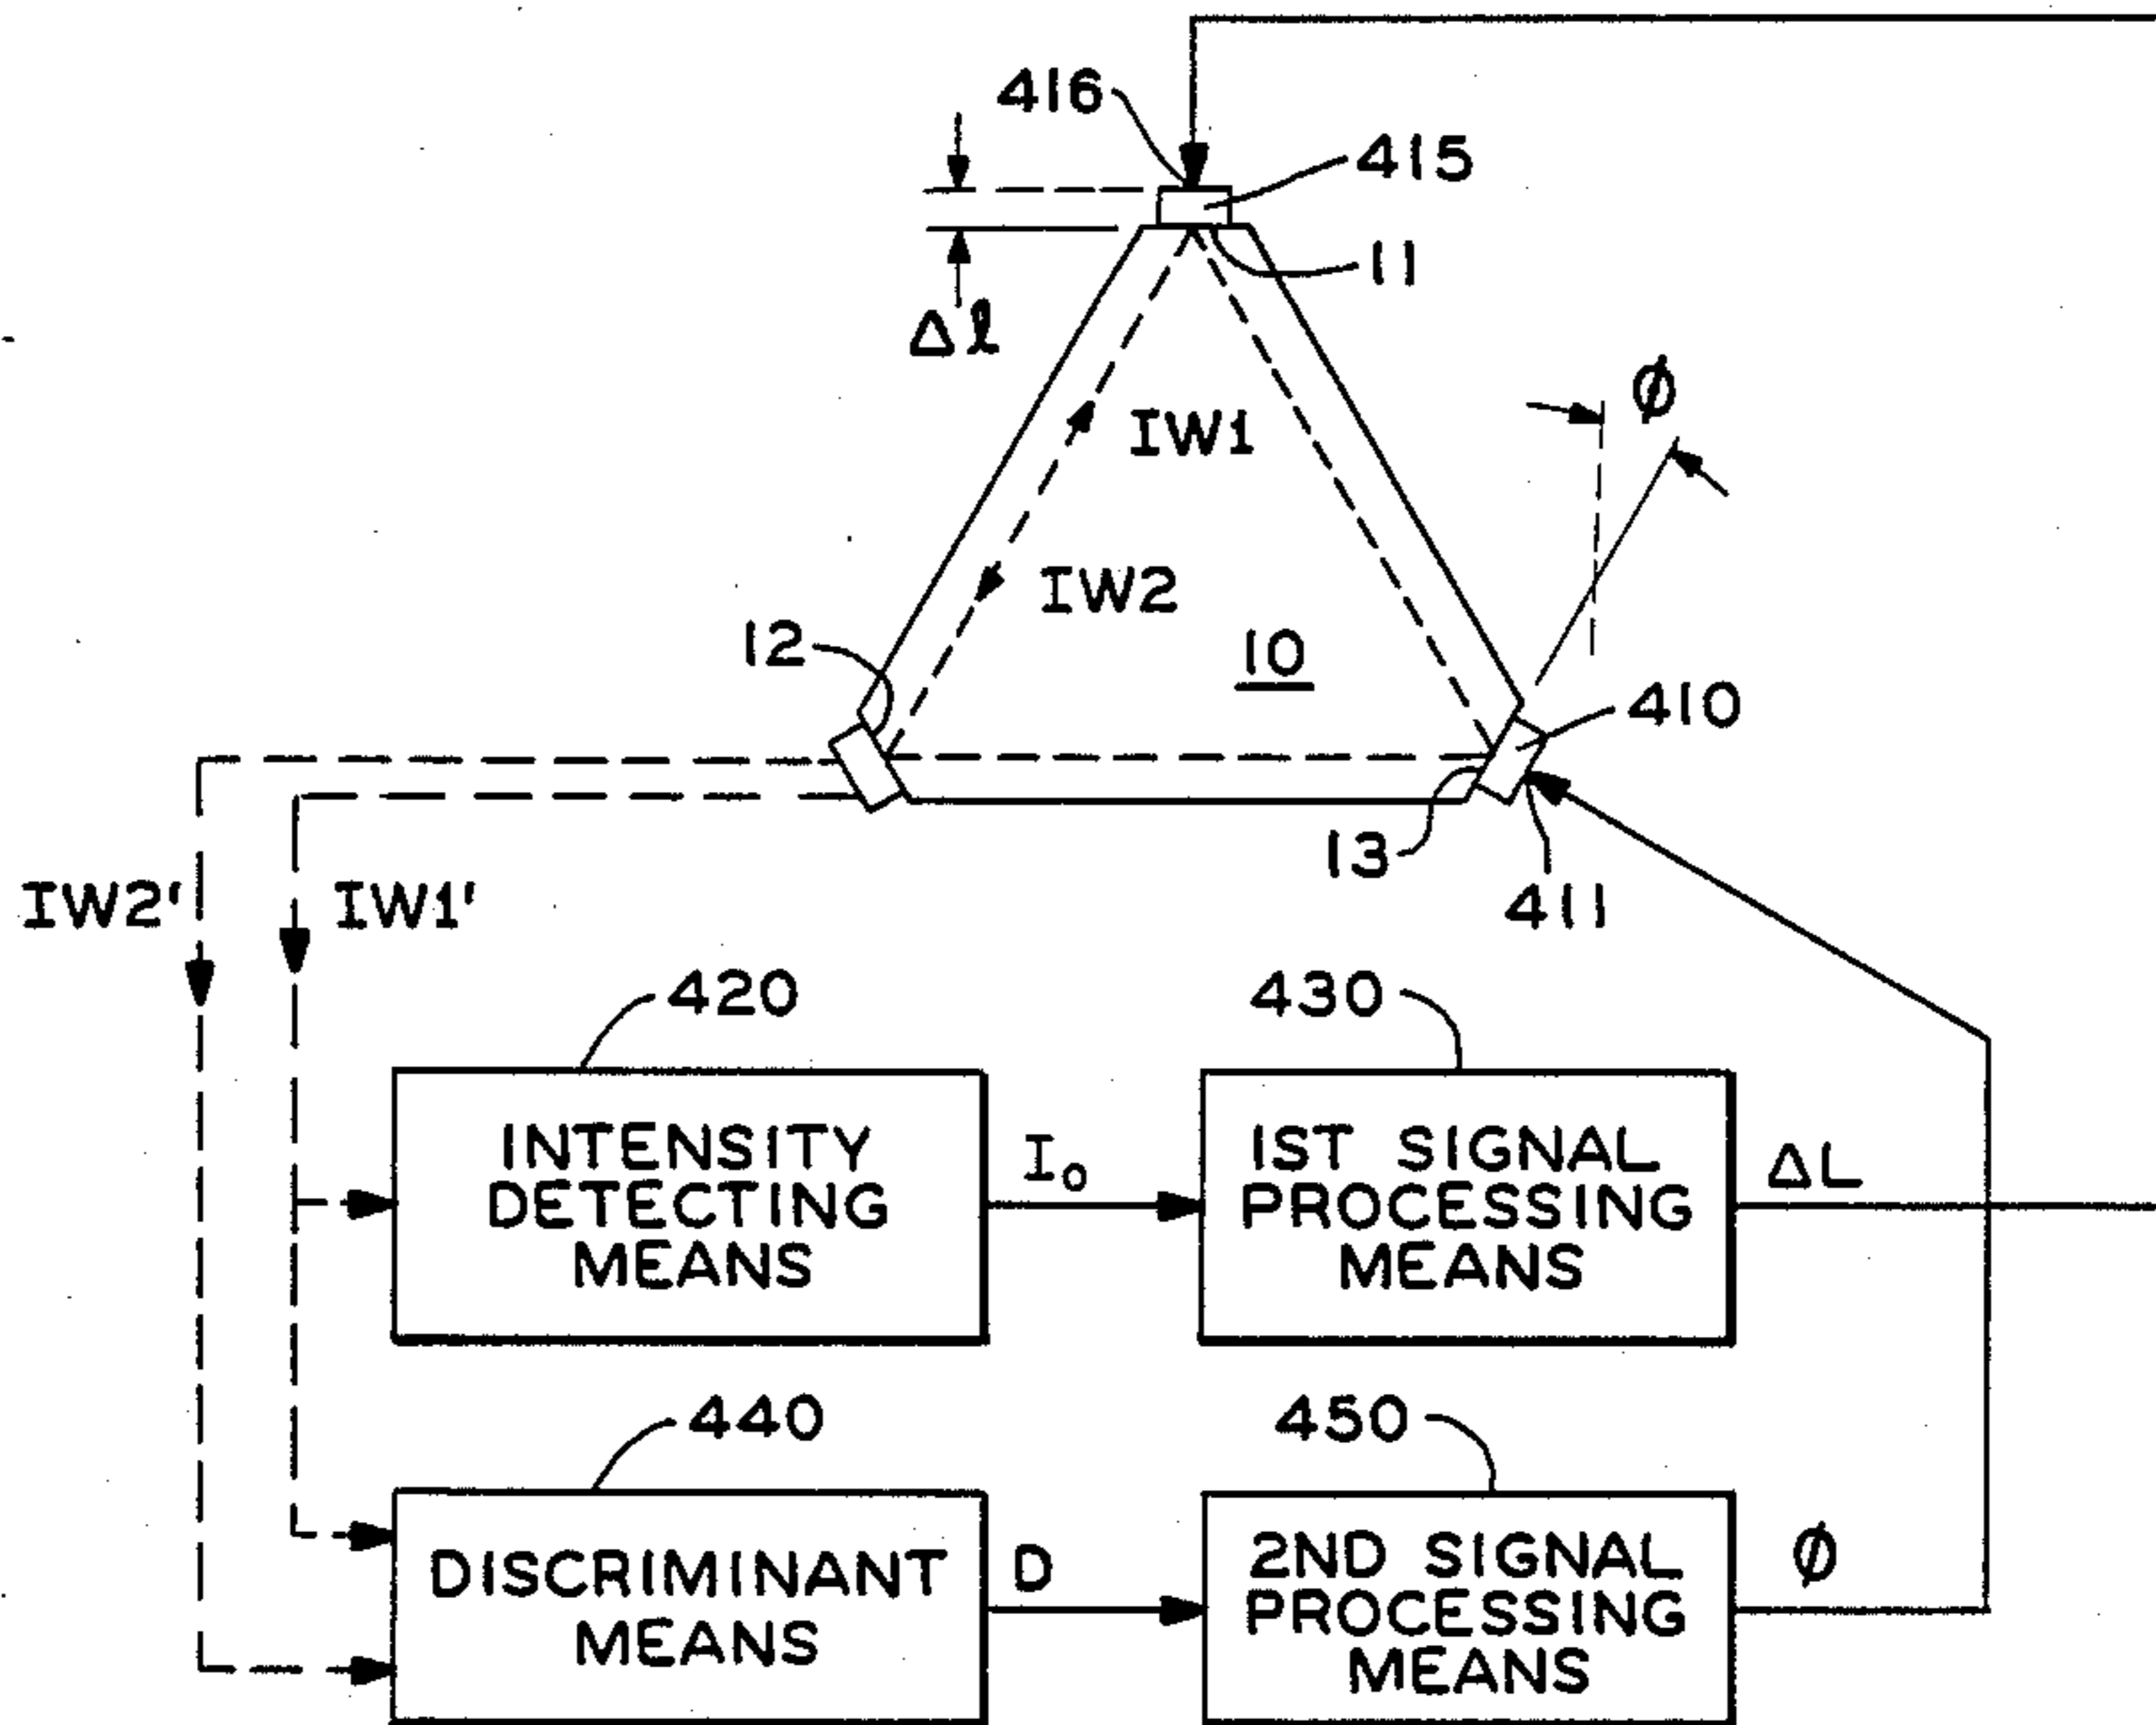 416
415
11
Δℓ
Ø
IW1
IW2
12
10
410
13
411
IW2'
IW1'
420
430
INTENSITY
DETECTING
MEANS
I₀
1ST SIGNAL
PROCESSING
MEANS
ΔL
440
450
DISCRIMINANT
MEANS
D
2ND SIGNAL
PROCESSING
MEANS
Ø